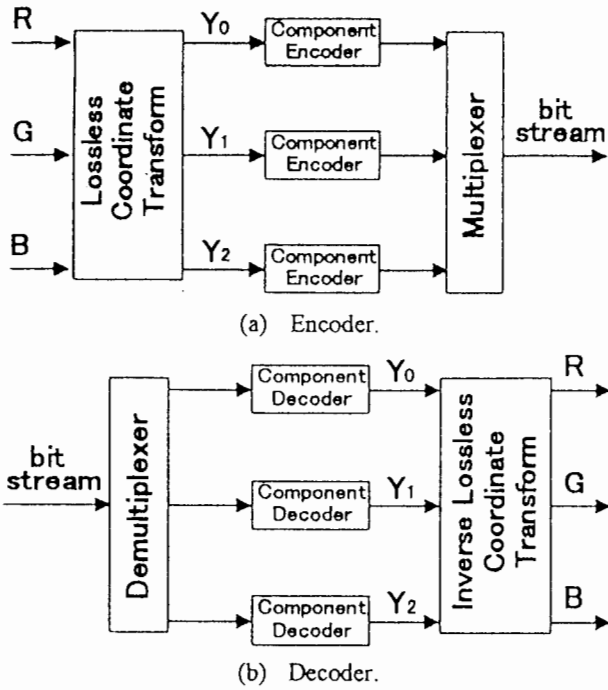 R
G
B
Lossless
Coordinate
Transform
Y0
Y1
Y2
Component
Encoder
Component
Encoder
Component
Encoder
Multiplexer
bit
stream
(a) Encoder.
bit
stream
Demultiplexer
Component
Decoder
Component
Decoder
Component
Decoder
Y0
Y1
Y2
Inverse Lossless
Coordinate
Transform
R
G
B
(b) Decoder.